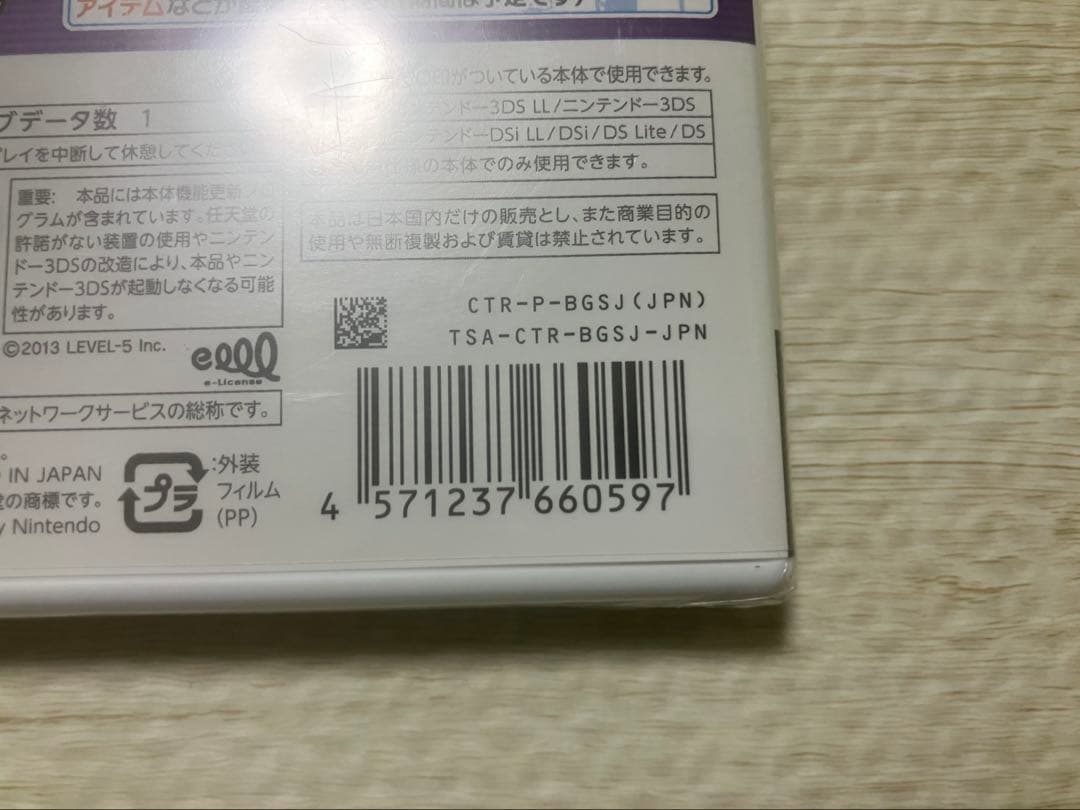 アイテムなどが
予定です
がついている本体で使用できます。
ブデータ数 1
テンドー3DS LL/ニンテンドー3DS
テンドーDSi LL/DSi/DS Lite/DS
プレイを中断して休憩してくだ
の本体でのみ使用できます。
重要: 本品には本体機能更新プロ
グラムが含まれています。任天堂の
許諾がない装置の使用やニンテン
ドー3DSの改造により、本品やニン
テンドー3DSが起動しなくなる可能
性があります。
本品は日本国内だけの販売とし、また商業目的の
使用や無断複製および賃貸は禁止されています。
CTR-P-BGSJ(JPN)
TSA-CTR-BGSJ-JPN
©2013 LEVEL-5 Inc.
e-License
ネットワークサービスの総称です。
IN JAPAN
の商標です。
Nintendo
プラ
:外装
フィルム
(PP)
4 571237 660597